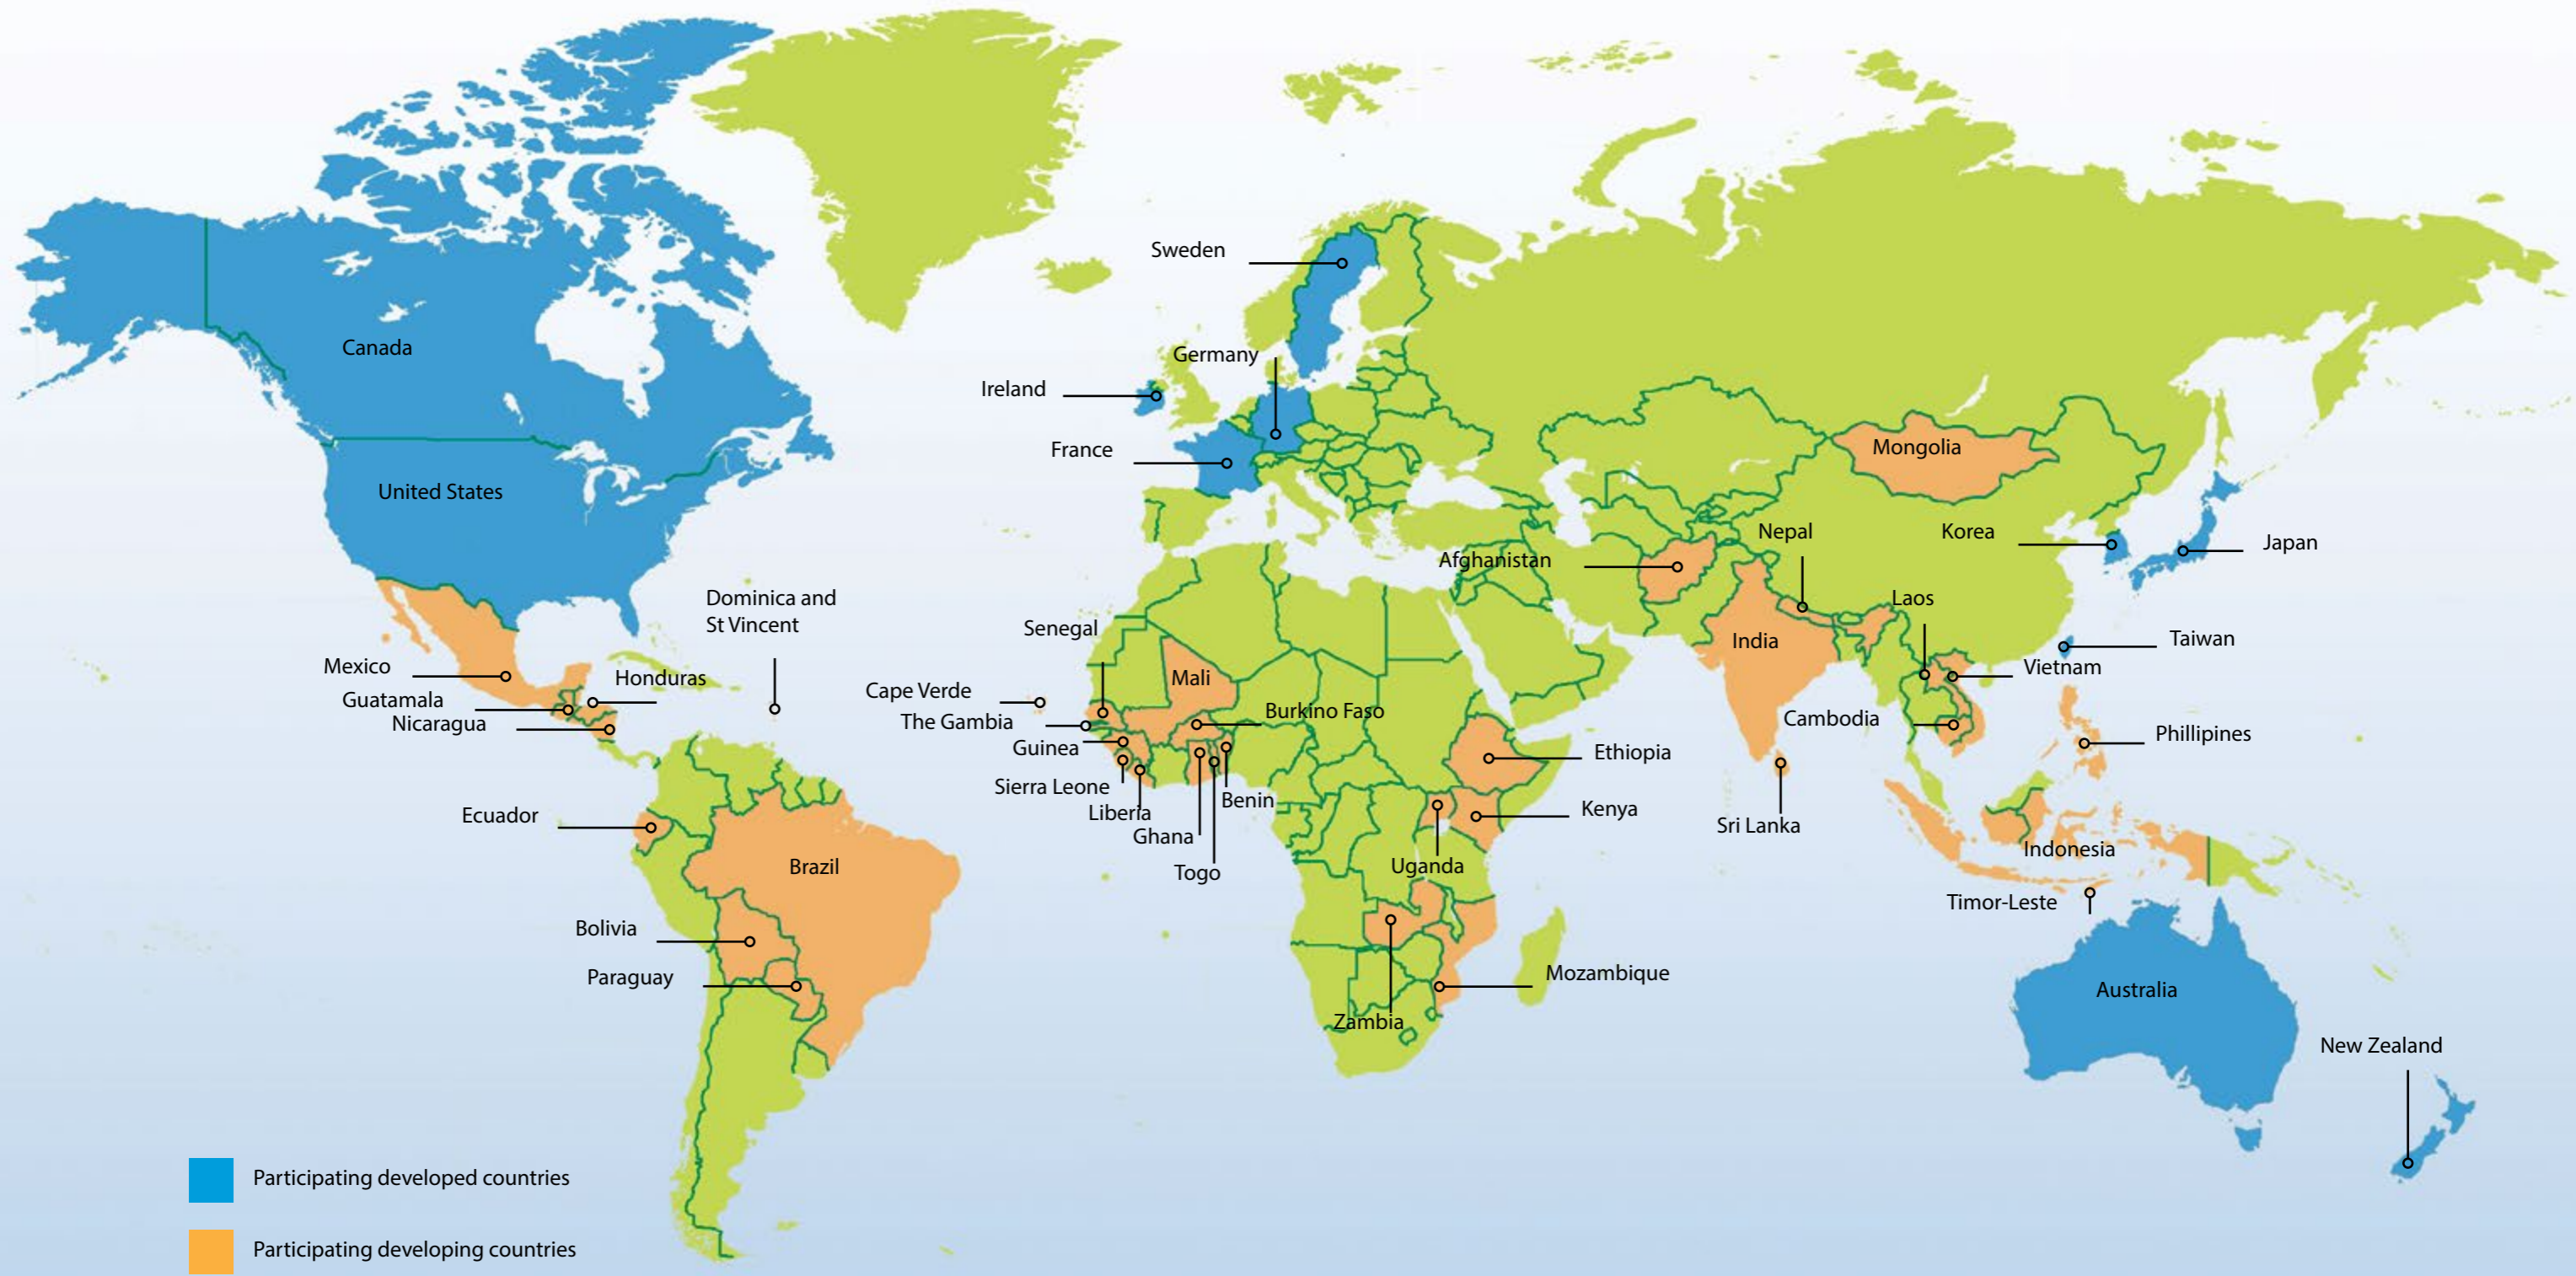 Sweden
Germany
Canada
Ireland
Mongolia
France
United States
Nepal
Korea
Japan
Afghanistan
Dominica and
St Vincent
Laos
Senegal
India
Taiwan
Mexico
Honduras
Mali
Vietnam
Guatamala
Cape Verde
Nicaragua
The Gambia
Burkino Faso
Cambodia
Guinea
Ethiopia
Phillipines
Sierra Leone
Benin
Liberia
Kenya
Ecuador
Ghana
Sri Lanka
Brazil
Togo
Uganda
Indonesia
Timor-Leste
Bolivia
Paraguay
Mozambique
Australia
Zambia
New Zealand
Participating developed countries
Participating developing countries